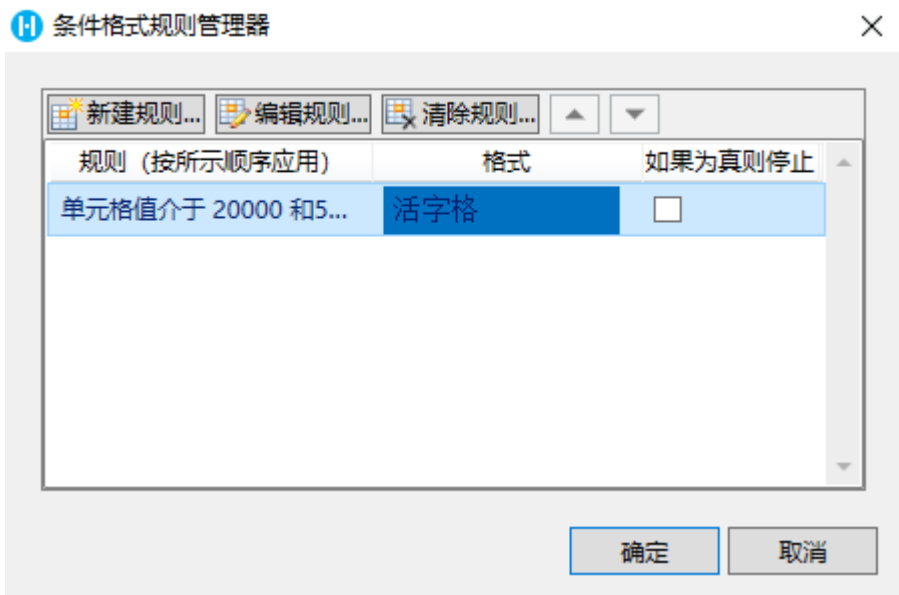 条件格式规则管理器
新建规则... 编辑规则... 清除规则...
规则（按所示顺序应用） 格式 如果为真则停止
单元格值介于 20000 和5... 活字格
确定 取消